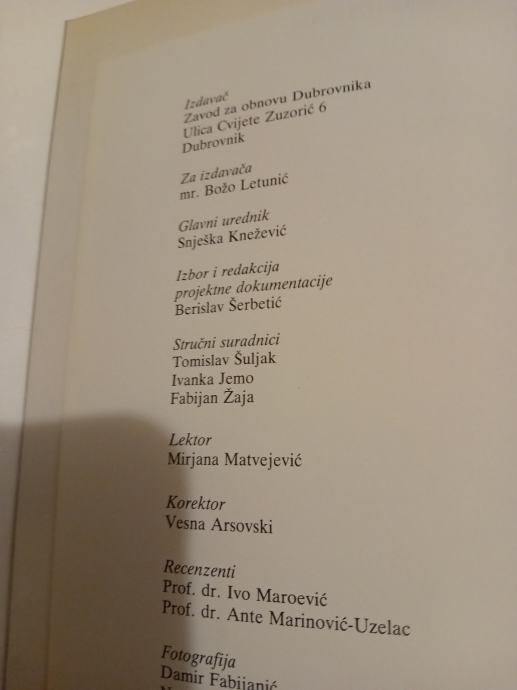 Izdavač
Zavod za obnovu Dubrovnika
Ulica Cvijete Zuzorić 6
Dubrovnik
Za izdavača
mr. Božo Letunić
Glavni urednik
Snješka Knežević
Izbor i redakcija
projektne dokumentacije
Berislav Šerbetić
Stručni suradnici
Tomislav Šuljak
Ivanka Jemo
Fabijan Žaja
Lektor
Mirjana Matvejević
Korektor
Vesna Arsovski
Recenzenti
Prof. dr. Ivo Maroević
Prof. dr. Ante Marinović-Uzelac
Fotografija
Damir Fabijanić